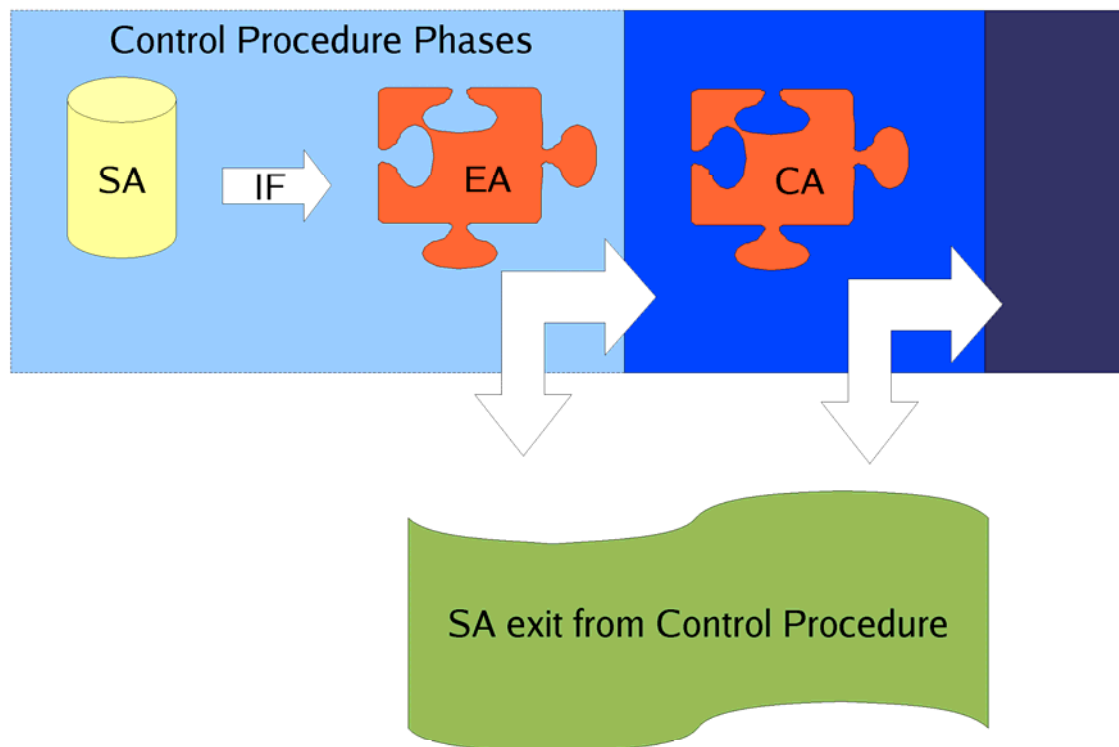 Control Procedure Phases
SA
IF
EA
CA
SA exit from Control Procedure